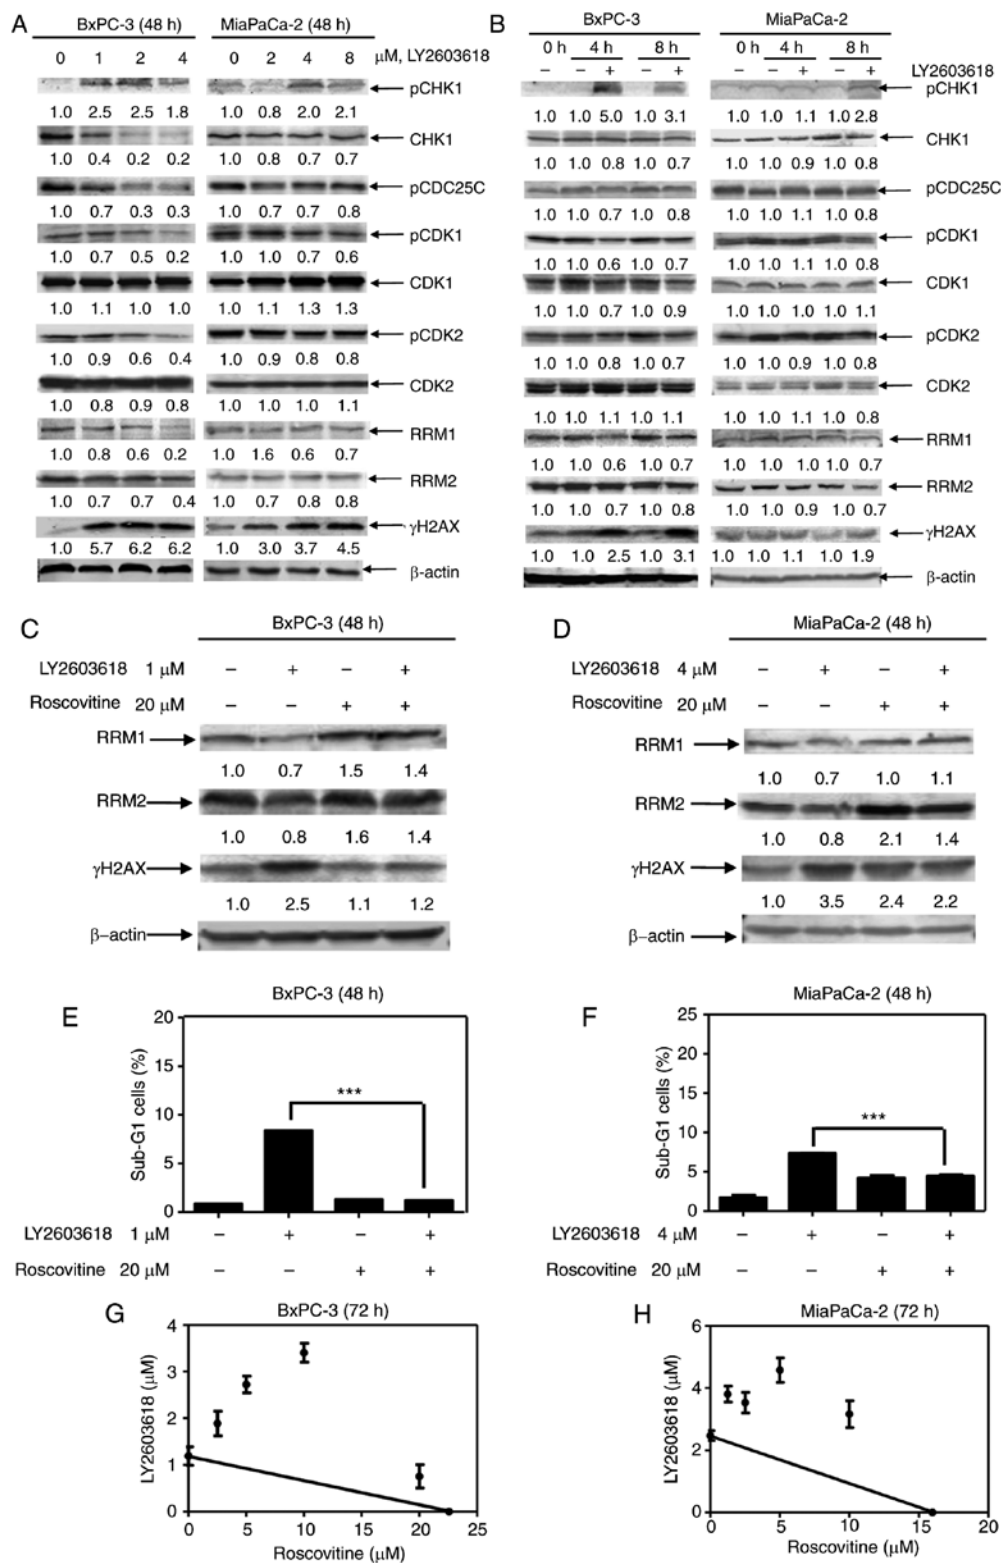 A
BxPC-3 (48 h) MiaPaCa-2 (48 h)
0 1 2 4 0 2 4 8 μM, LY2603618
pCHK1
1.0 2.5 2.5 1.8 1.0 0.8 2.0 2.1
CHK1
1.0 0.4 0.2 0.2 1.0 0.8 0.7 0.7
pCDC25C
1.0 0.7 0.3 0.3 1.0 0.7 0.7 0.8
pCDK1
1.0 0.7 0.5 0.2 1.0 1.0 0.7 0.6
CDK1
1.0 1.1 1.0 1.0 1.0 1.1 1.3 1.3
pCDK2
1.0 0.9 0.6 0.4 1.0 0.9 0.8 0.8
CDK2
1.0 0.8 0.9 0.8 1.0 1.0 1.0 1.1
RRM1
1.0 0.8 0.6 0.2 1.0 1.6 0.6 0.7
RRM2
1.0 0.7 0.7 0.4 1.0 0.7 0.8 0.8
γH2AX
1.0 5.7 6.2 6.2 1.0 3.0 3.7 4.5
β-actin
B
BxPC-3 MiaPaCa-2
0 h 4 h 8 h 0 h 4 h 8 h
– – + – + – – + – + LY2603618
pCHK1
1.0 1.0 5.0 1.0 3.1 1.0 1.0 1.1 1.0 2.8
CHK1
1.0 1.0 0.8 1.0 0.7 1.0 1.0 0.9 1.0 0.8
pCDC25C
1.0 1.0 0.7 1.0 0.8 1.0 1.0 1.1 1.0 0.8
pCDK1
1.0 1.0 0.6 1.0 0.7 1.0 1.0 1.1 1.0 0.8
CDK1
1.0 1.0 0.7 1.0 0.9 1.0 1.0 1.0 1.0 1.1
pCDK2
1.0 1.0 0.8 1.0 0.7 1.0 1.0 0.9 1.0 0.8
CDK2
1.0 1.0 1.1 1.0 1.1 1.0 1.0 1.1 1.0 0.8
RRM1
1.0 1.0 0.6 1.0 0.7 1.0 1.0 1.0 1.0 0.7
RRM2
1.0 1.0 0.7 1.0 0.8 1.0 1.0 0.9 1.0 0.7
γH2AX
1.0 1.0 2.5 1.0 3.1 1.0 1.0 1.1 1.0 1.9
β-actin
C
BxPC-3 (48 h)
LY2603618 1 μM – + – +
Roscovitine 20 μM – – + +
RRM1
1.0 0.7 1.5 1.4
RRM2
1.0 0.8 1.6 1.4
γH2AX
1.0 2.5 1.1 1.2
β–actin
D
MiaPaCa-2 (48 h)
LY2603618 4 μM – + – +
Roscovitine 20 μM – – + +
RRM1
1.0 0.7 1.0 1.1
RRM2
1.0 0.8 2.1 1.4
γH2AX
1.0 3.5 2.4 2.2
β–actin
E
BxPC-3 (48 h)
Sub-G1 cells (%)
20
15
10
5
0
***
LY2603618 1 μM – + – +
Roscovitine 20 μM – – + +
F
MiaPaCa-2 (48 h)
Sub-G1 cells (%)
25
20
15
10
5
0
***
LY2603618 4 μM – + – +
Roscovitine 20 μM – – + +
G
BxPC-3 (72 h)
LY2603618 (μM)
4
3
2
1
0
0 5 10 15 20 25
Roscovitine (μM)
H
MiaPaCa-2 (72 h)
LY2603618 (μM)
6
4
2
0
0 5 10 15 20
Roscovitine (μM)